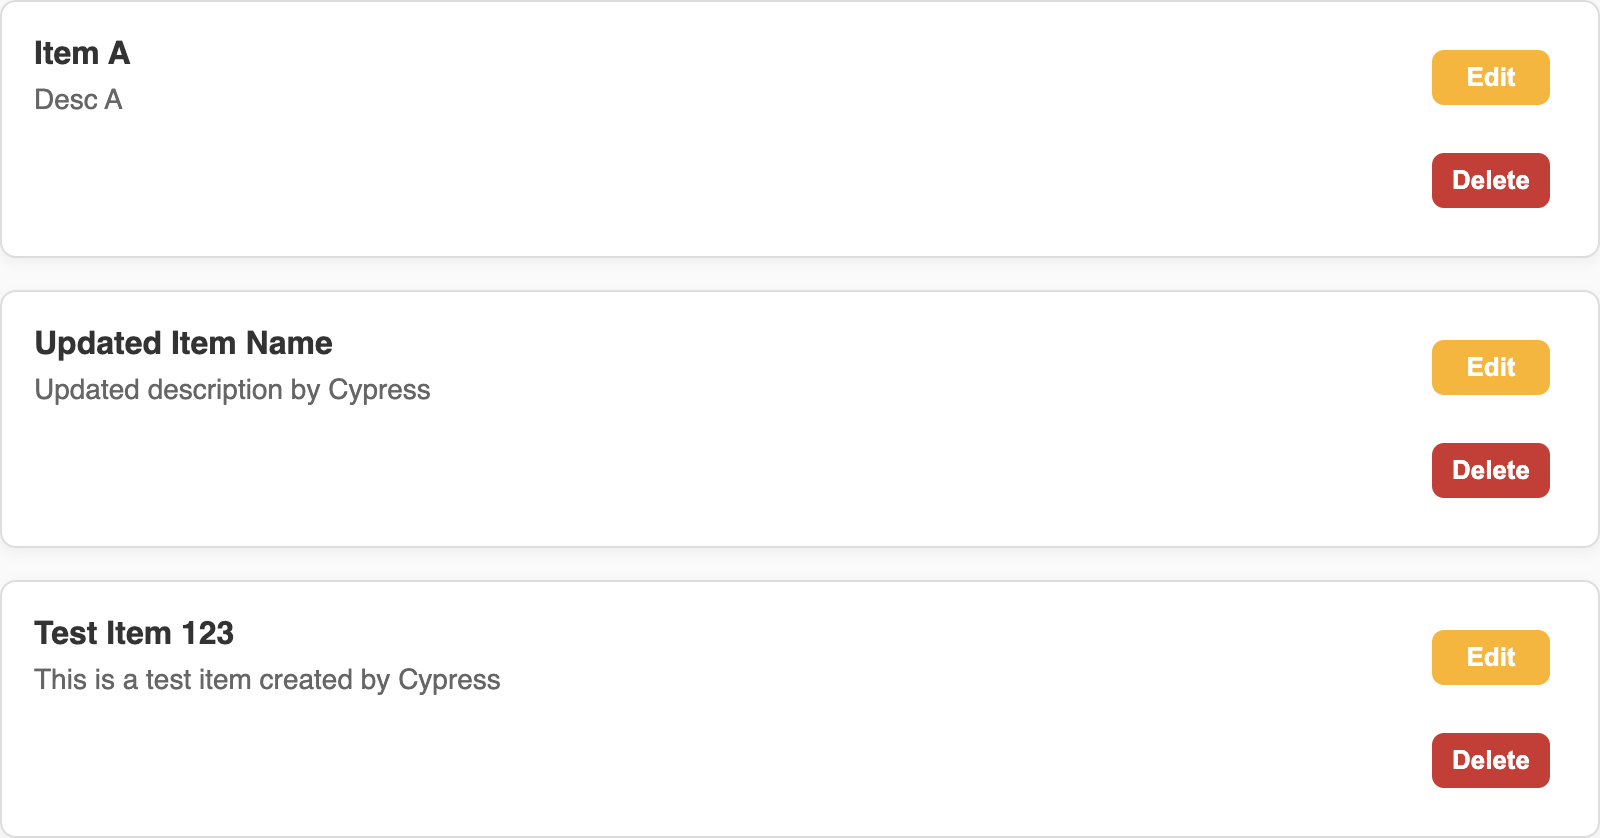 Item A
Desc A
Edit
Delete
Updated Item Name
Updated description by Cypress
Edit
Delete
Test Item 123
This is a test item created by Cypress
Edit
Delete